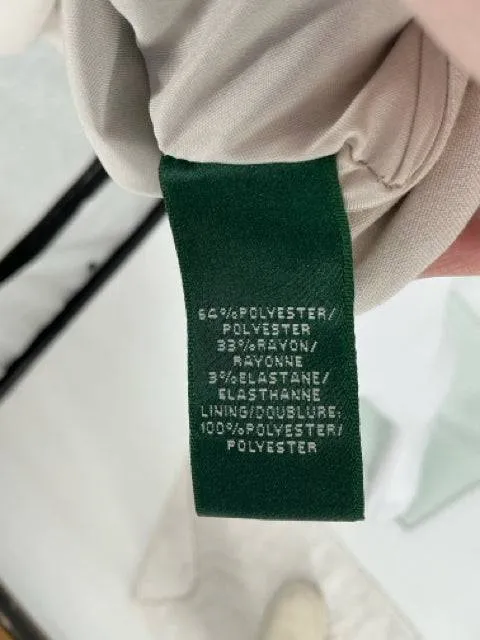 64%POLYESTER/
POLYESTER
33%RAYON/
RAYONNE
3%ELASTANE/
ELASTHANNE
LINING/DOUBLURE:
100%POLYESTER/
POLYESTER